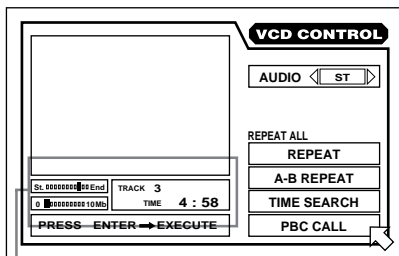 VCD CONTROL
AUDIO ST
REPEAT ALL
REPEAT
A-B REPEAT
TIME SEARCH
PBC CALL
St. End
0 10Mb
TRACK 3
TIME 4 : 58
PRESS ENTER ➡ EXECUTE